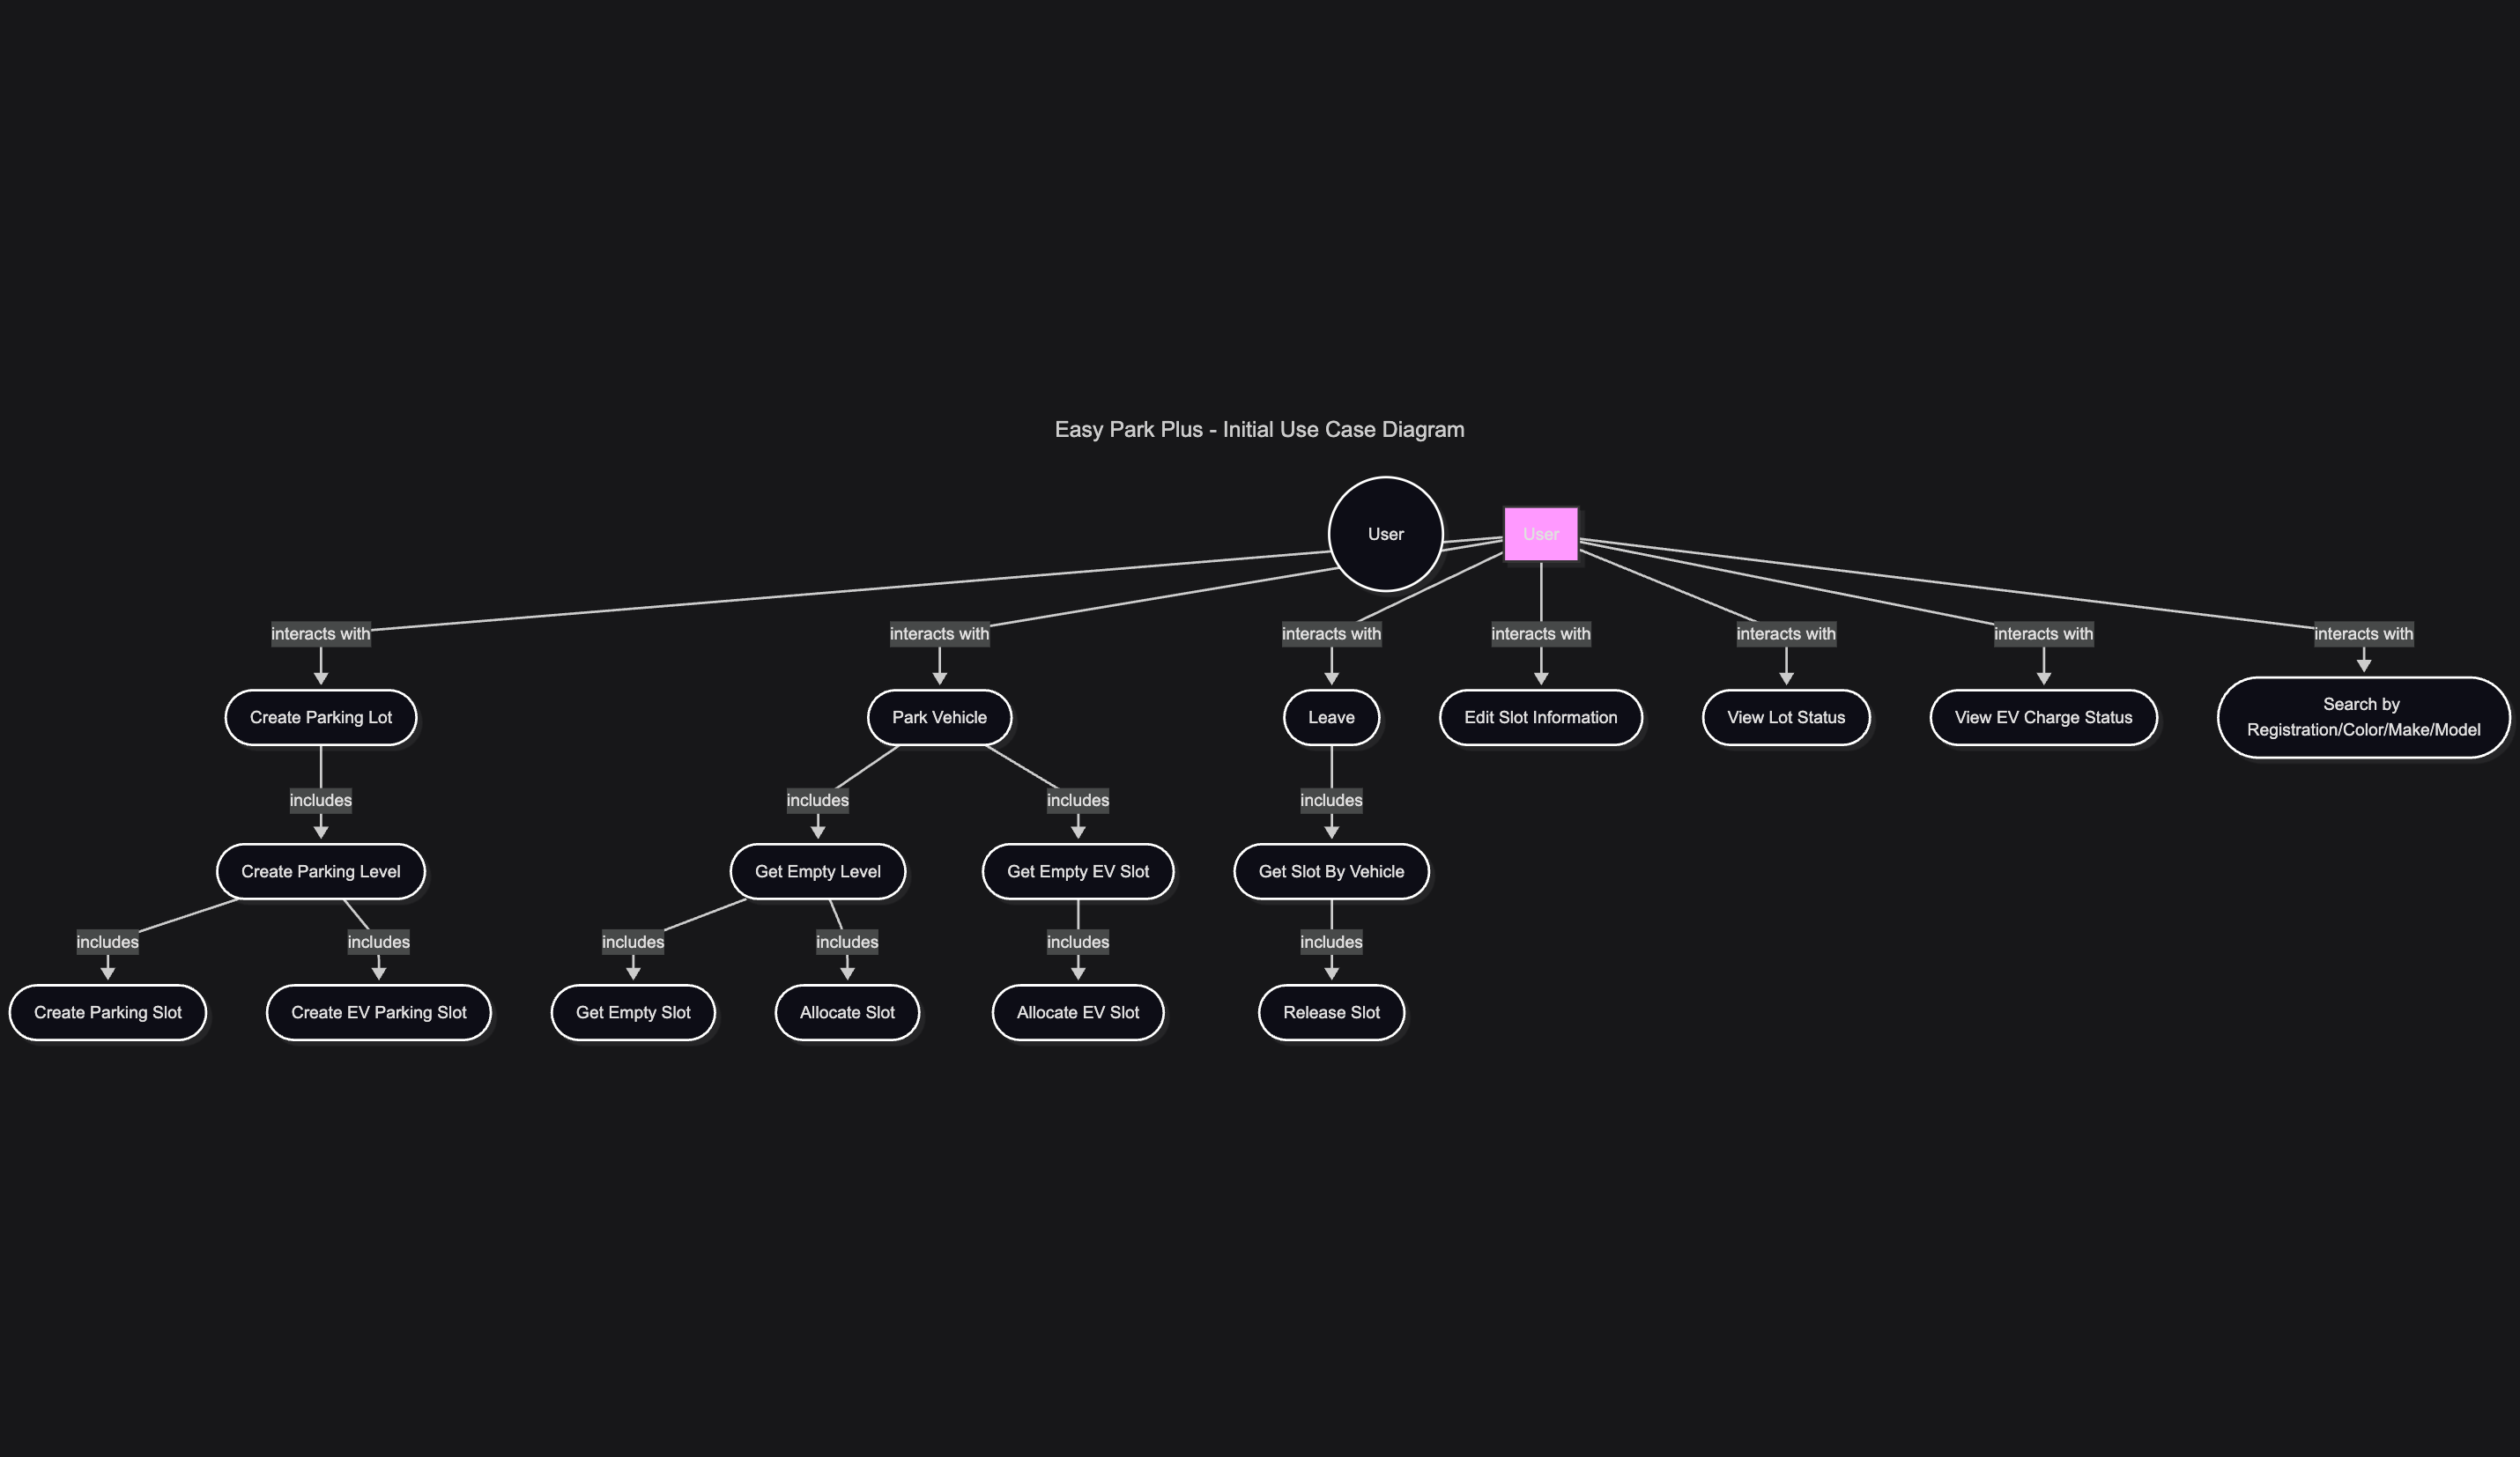 Easy Park Plus - Initial Use Case Diagram
User
User
interacts with
interacts with
interacts with
interacts with
interacts with
interacts with
interacts with
Create Parking Lot
Park Vehicle
Leave
Edit Slot Information
View Lot Status
View EV Charge Status
Search by
Registration/Color/Make/Model
includes
includes
includes
includes
Create Parking Level
Get Empty Level
Get Empty EV Slot
Get Slot By Vehicle
includes
includes
includes
includes
includes
includes
Create Parking Slot
Create EV Parking Slot
Get Empty Slot
Allocate Slot
Allocate EV Slot
Release Slot